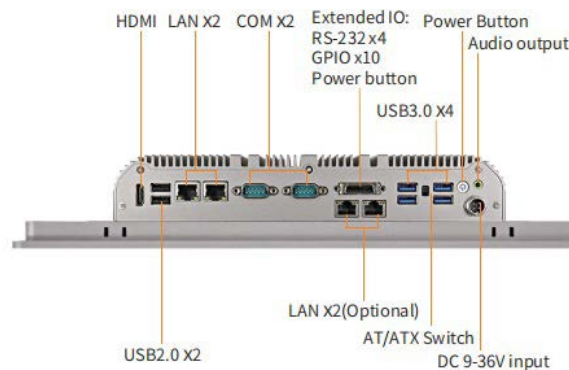 HDMI
LAN X2
COM X2
Extended IO:
RS-232 x4
GPIO x10
Power button
Power Button
Audio output
USB3.0 X4
LAN X2(Optional)
AT/ATX Switch
USB2.0 X2
DC 9-36V input